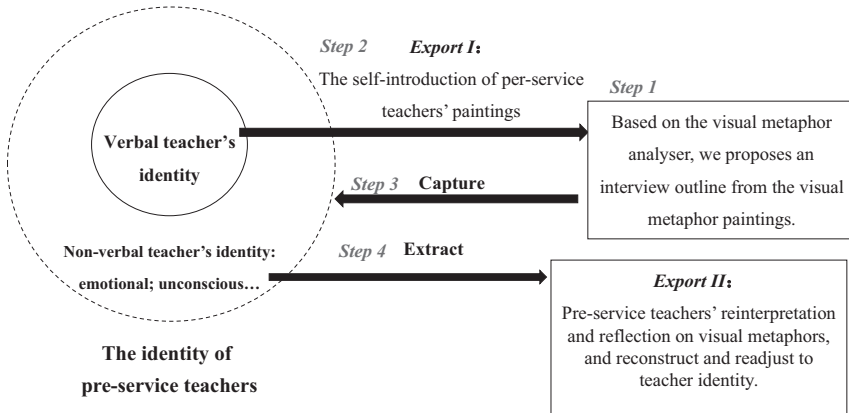 Step 2 Export I：
The self-introduction of per-service
teachers' paintings
Step 1
Verbal teacher's
identity
Based on the visual metaphor
analyser, we proposes an
interview outline from the visual
metaphor paintings.
Step 3 Capture
Non-verbal teacher's identity:
emotional; unconscious…
Step 4 Extract
Export II：
Pre-service teachers' reinterpretation
and reflection on visual metaphors,
and reconstruct and readjust to
teacher identity.
The identity of
pre-service teachers